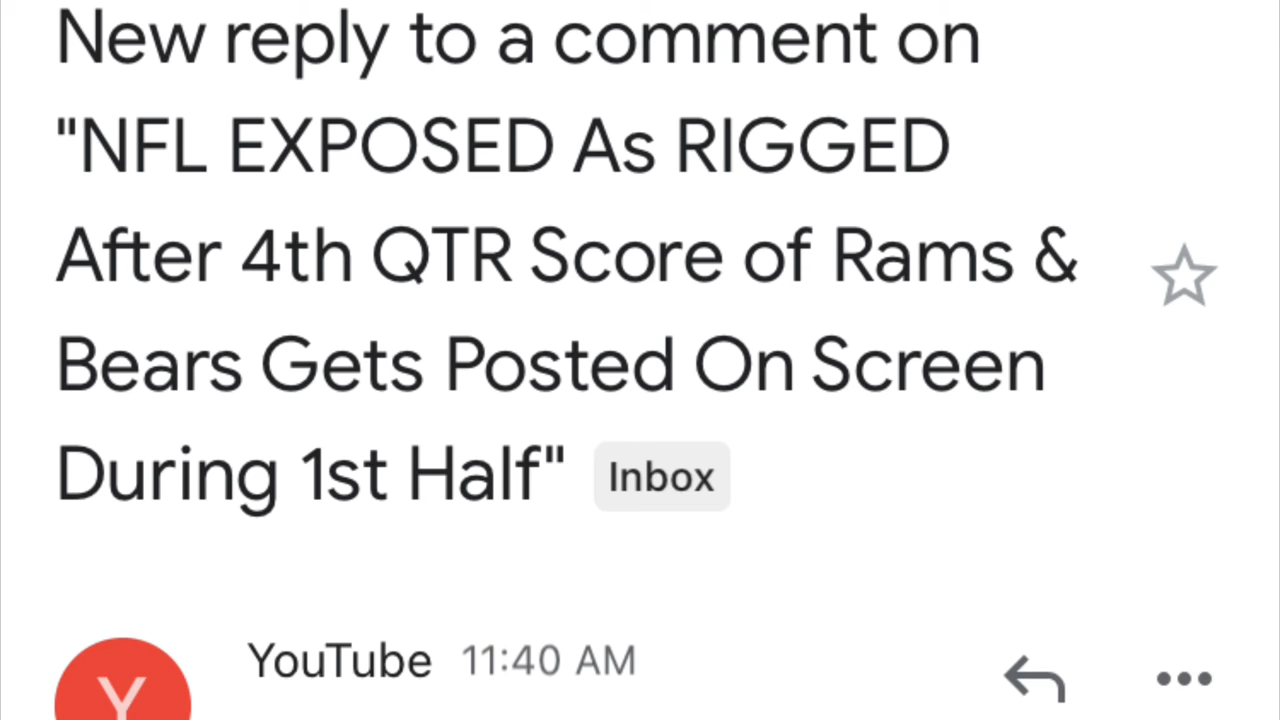 New reply to a comment on
"NFL EXPOSED As RIGGED
After 4th QTR Score of Rams &
Bears Gets Posted On Screen
During 1st Half" Inbox
YouTube 11:40 AM
Y